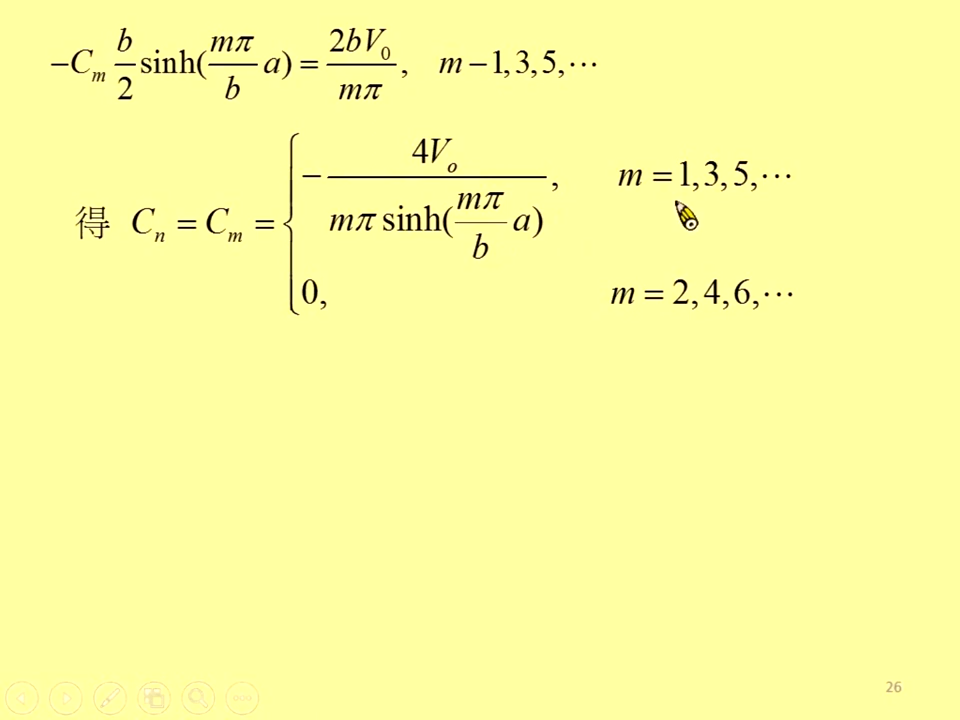 $-C_m \frac{b}{2} \sinh(\frac{m\pi}{b} a) = \frac{2bV_0}{m\pi}, \quad m-1,3,5,\cdots$
得 $C_n = C_m = \begin{cases} -\frac{4V_o}{m\pi \sinh(\frac{m\pi}{b} a)}, & m=1,3,5,\cdots \\ 0, & m=2,4,6,\cdots \end{cases}$
26